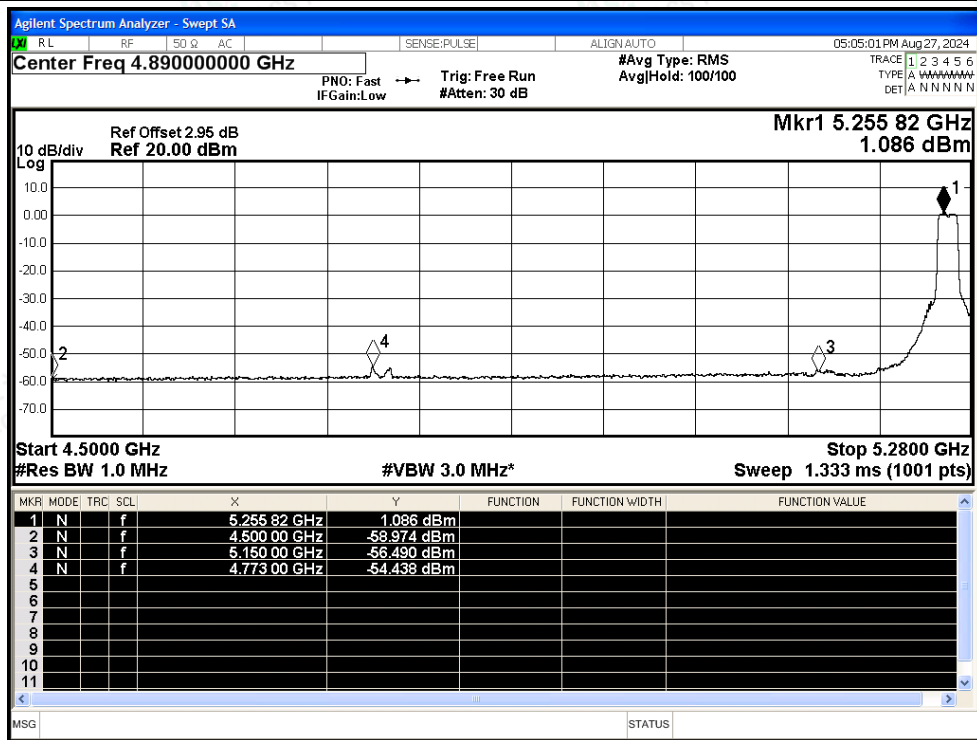 Agilent Spectrum Analyzer - Swept SA
LXI RL RF 50 Ω AC SENSE:PULSE ALIGN AUTO 05:05:01 PM Aug 27, 2024
Center Freq 4.890000000 GHz #Avg Type: RMS TRACE 1 2 3 4 5 6
PNO: Fast Trig: Free Run Avg|Hold: 100/100 TYPE A WWWWW
IFGain:Low #Atten: 30 dB DET A N N N N N
Ref Offset 2.95 dB Mkr1 5.255 82 GHz
10 dB/div Ref 20.00 dBm 1.086 dBm
Log
10.0
1
0.00
-10.0
-20.0
-30.0
-40.0
4
3
-50.0
2
-60.0
-70.0
Start 4.5000 GHz Stop 5.2800 GHz
#Res BW 1.0 MHz #VBW 3.0 MHz* Sweep 1.333 ms (1001 pts)
MKR MODE TRC SCL X Y FUNCTION FUNCTION WIDTH FUNCTION VALUE
1 N f 5.255 82 GHz 1.086 dBm
2 N f 4.500 00 GHz -58.974 dBm
3 N f 5.150 00 GHz -56.490 dBm
4 N f 4.773 00 GHz -54.438 dBm
5
6
7
8
9
10
11
MSG STATUS